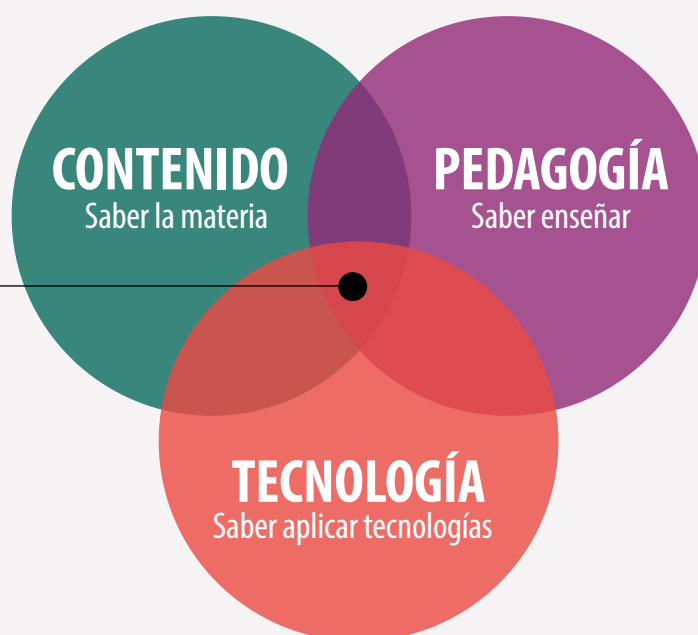 CONTENIDO
Saber la materia
PEDAGOGÍA
Saber enseñar
TECNOLOGÍA
Saber aplicar tecnologías